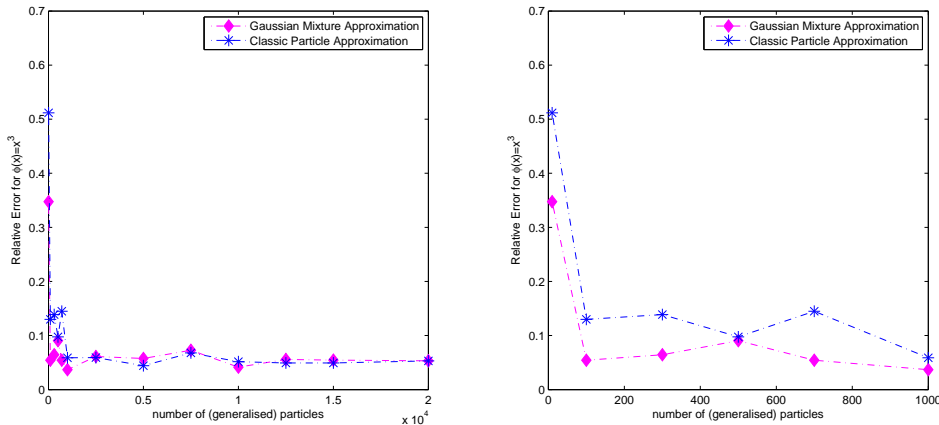 0.7
0.6
0.5
0.4
0.3
0.2
0.1
0
Relative Error for ϕ(x)=x³
Gaussian Mixture Approximation
Classic Particle Approximation
0 0.5 1 1.5 2
x 10⁴
number of (generalised) particles
0.7
0.6
0.5
0.4
0.3
0.2
0.1
0
Relative Error for ϕ(x)=x³
Gaussian Mixture Approximation
Classic Particle Approximation
0 200 400 600 800 1000
number of (generalised) particles